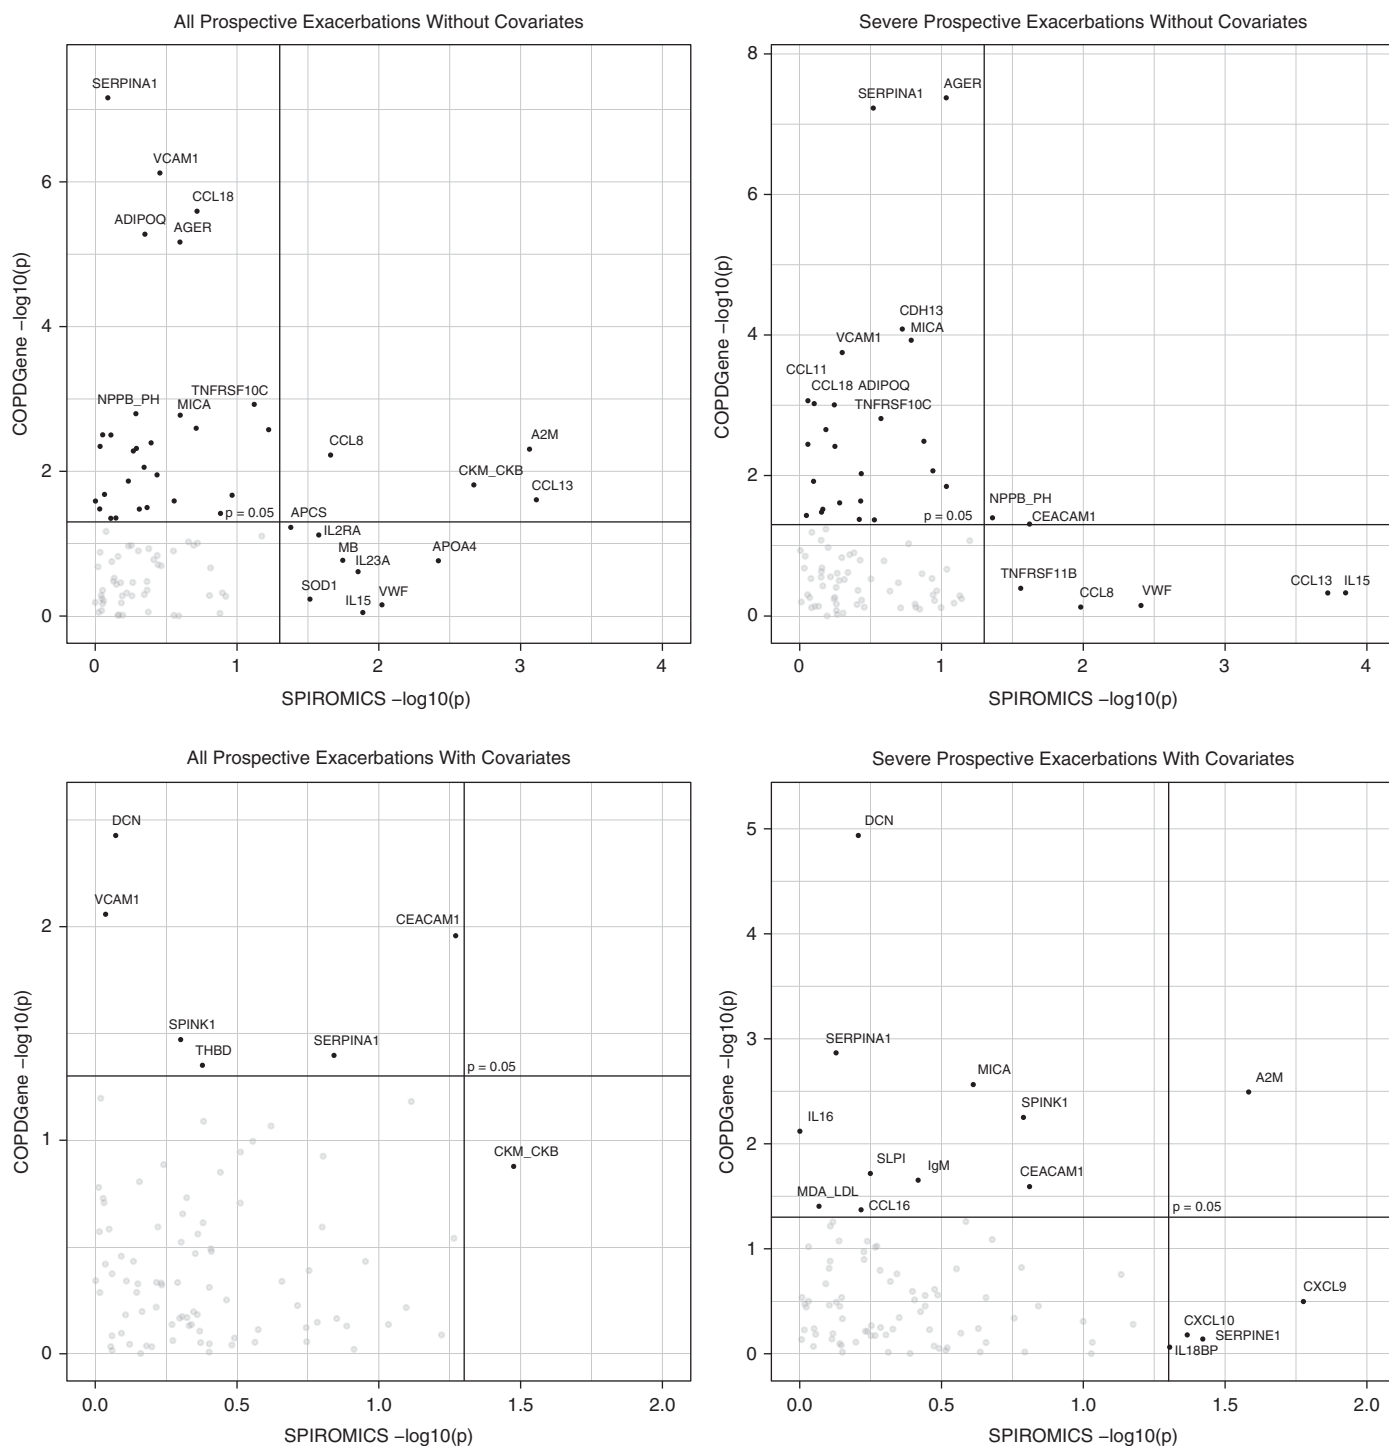 All Prospective Exacerbations Without Covariates
SERPINA1
VCAM1
CCL18
ADIPOQ
AGER
6
4
2
0
COPDGene −log10(p)
TNFRSF10C
NPPB_PH
MICA
CCL8
A2M
CKM_CKB
CCL13
p = 0.05
APCS
IL2RA
MB
IL23A
APOA4
SOD1
IL15
VWF
0 1 2 3 4
SPIROMICS −log10(p)
Severe Prospective Exacerbations Without Covariates
8
6
4
2
0
COPDGene −log10(p)
SERPINA1
AGER
CDH13
MICA
VCAM1
CCL11
CCL18 ADIPOQ
TNFRSF10C
NPPB_PH
p = 0.05
CEACAM1
TNFRSF11B
CCL8
VWF
CCL13
IL15
0 1 2 3 4
SPIROMICS −log10(p)
All Prospective Exacerbations With Covariates
DCN
VCAM1
CEACAM1
2
1
0
COPDGene −log10(p)
SPINK1
THBD
SERPINA1
p = 0.05
CKM_CKB
0.0 0.5 1.0 1.5 2.0
SPIROMICS −log10(p)
Severe Prospective Exacerbations With Covariates
5
4
3
2
1
0
COPDGene −log10(p)
DCN
SERPINA1
MICA
A2M
SPINK1
IL16
SLPI
IgM
CEACAM1
MDA_LDL
CCL16
p = 0.05
CXCL9
CXCL10
SERPINE1
IL18BP
0.0 0.5 1.0 1.5 2.0
SPIROMICS −log10(p)